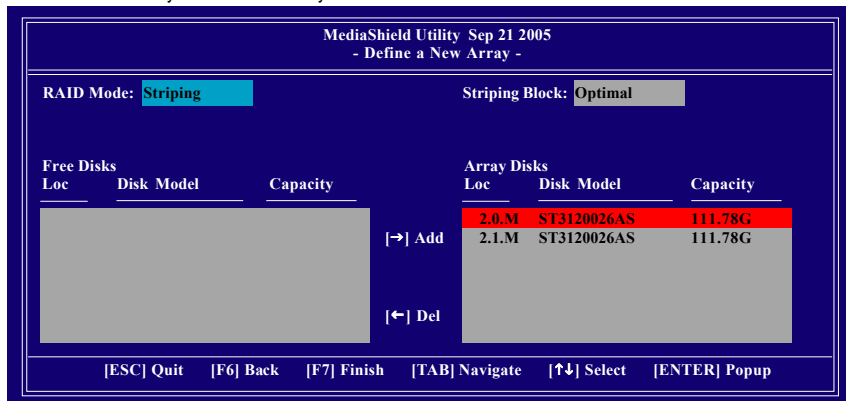 MediaShield Utility Sep 21 2005
- Define a New Array -
RAID Mode: Striping Striping Block: Optimal
Free Disks Array Disks
Loc Disk Model Capacity Loc Disk Model Capacity
2.0.M ST3120026AS 111.78G
[→] Add 2.1.M ST3120026AS 111.78G
[←] Del
[ESC] Quit [F6] Back [F7] Finish [TAB] Navigate [↑↓] Select [ENTER] Popup